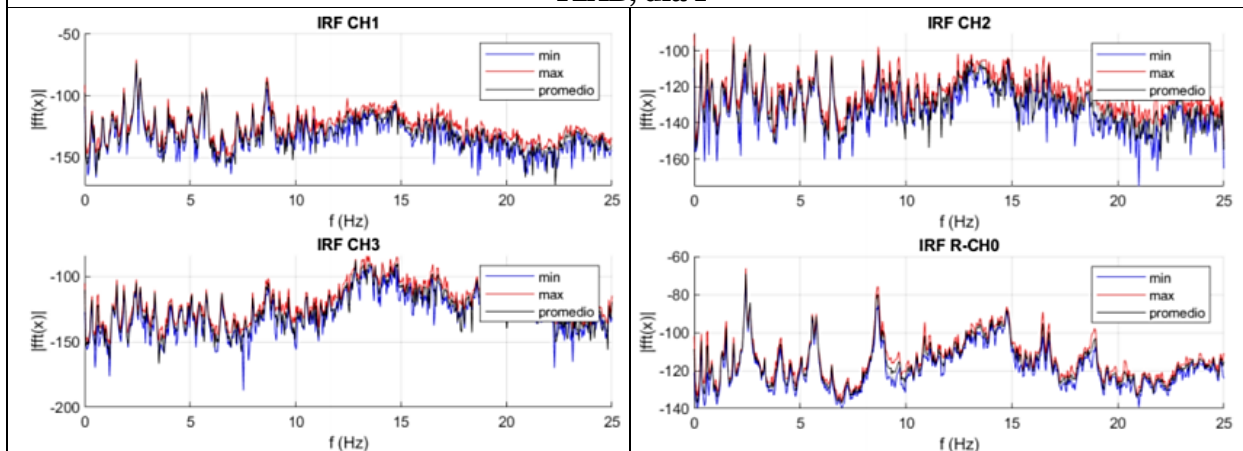 IRF CH1
-50
-100
-150
|fft(x)|
min
max
promedio
0 5 10 15 20 25
f (Hz)
IRF CH2
-100
-120
-140
-160
|fft(x)|
min
max
promedio
0 5 10 15 20 25
f (Hz)
IRF CH3
-100
-150
-200
|fft(x)|
min
max
promedio
0 5 10 15 20 25
f (Hz)
IRF R-CH0
-60
-80
-100
-120
-140
|fft(x)|
min
max
promedio
0 5 10 15 20 25
f (Hz)